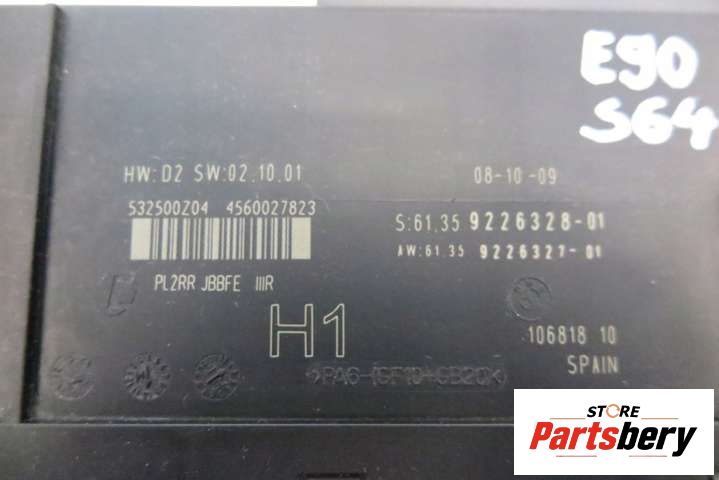 E90
S64
HW:D2 SW:02.10.01
08-10-09
532500Z04 4560027823
S:61.35 9226328-01
AW:61.35 9226327-01
PL2RR JBBFE IIIR
H1
106818 10
SPAIN
STORE
Partsbery